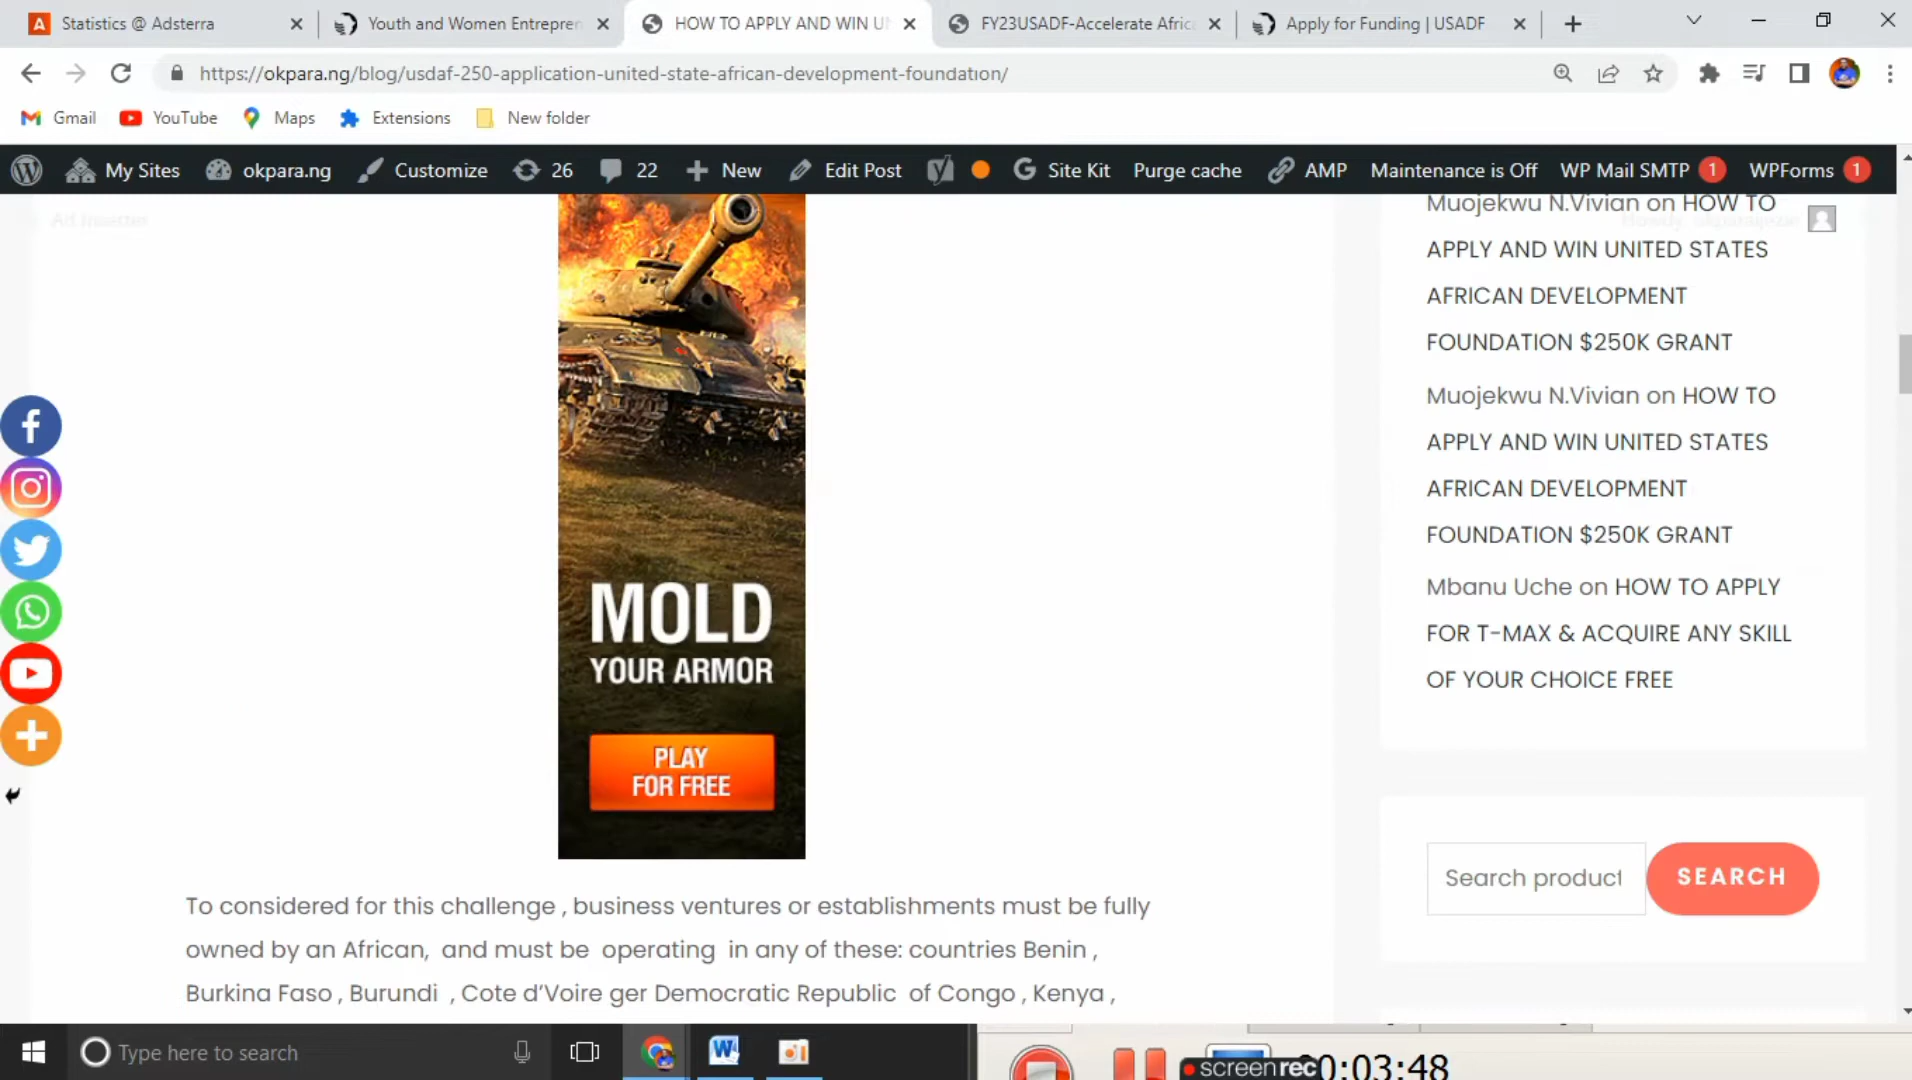 Statistics @ Adsterra
Youth and Women Entrepren
HOW TO APPLY AND WIN UN
FY23USADF-Accelerate Africa
Apply for Funding | USADF
https://okpara.ng/blog/usdaf-250-application-united-state-african-development-foundation/
Gmail
YouTube
Maps
Extensions
New folder
My Sites
okpara.ng
Customize
26
22
New
Edit Post
Site Kit
Purge cache
AMP
Maintenance is Off
WP Mail SMTP 1
WPForms 1
Ad Inserter
Muojekwu N.Vivian on HOW TO
APPLY AND WIN UNITED STATES
AFRICAN DEVELOPMENT
FOUNDATION $250K GRANT
Muojekwu N.Vivian on HOW TO
APPLY AND WIN UNITED STATES
AFRICAN DEVELOPMENT
FOUNDATION $250K GRANT
Mbanu Uche on HOW TO APPLY
FOR T-MAX & ACQUIRE ANY SKILL
OF YOUR CHOICE FREE
MOLD
YOUR ARMOR
PLAY
FOR FREE
Search product
SEARCH
To considered for this challenge , business ventures or establishments must be fully
owned by an African, and must be operating in any of these: countries Benin ,
Burkina Faso , Burundi , Cote d’Voire ger Democratic Republic of Congo , Kenya ,
Type here to search
screenrec
0:03:48